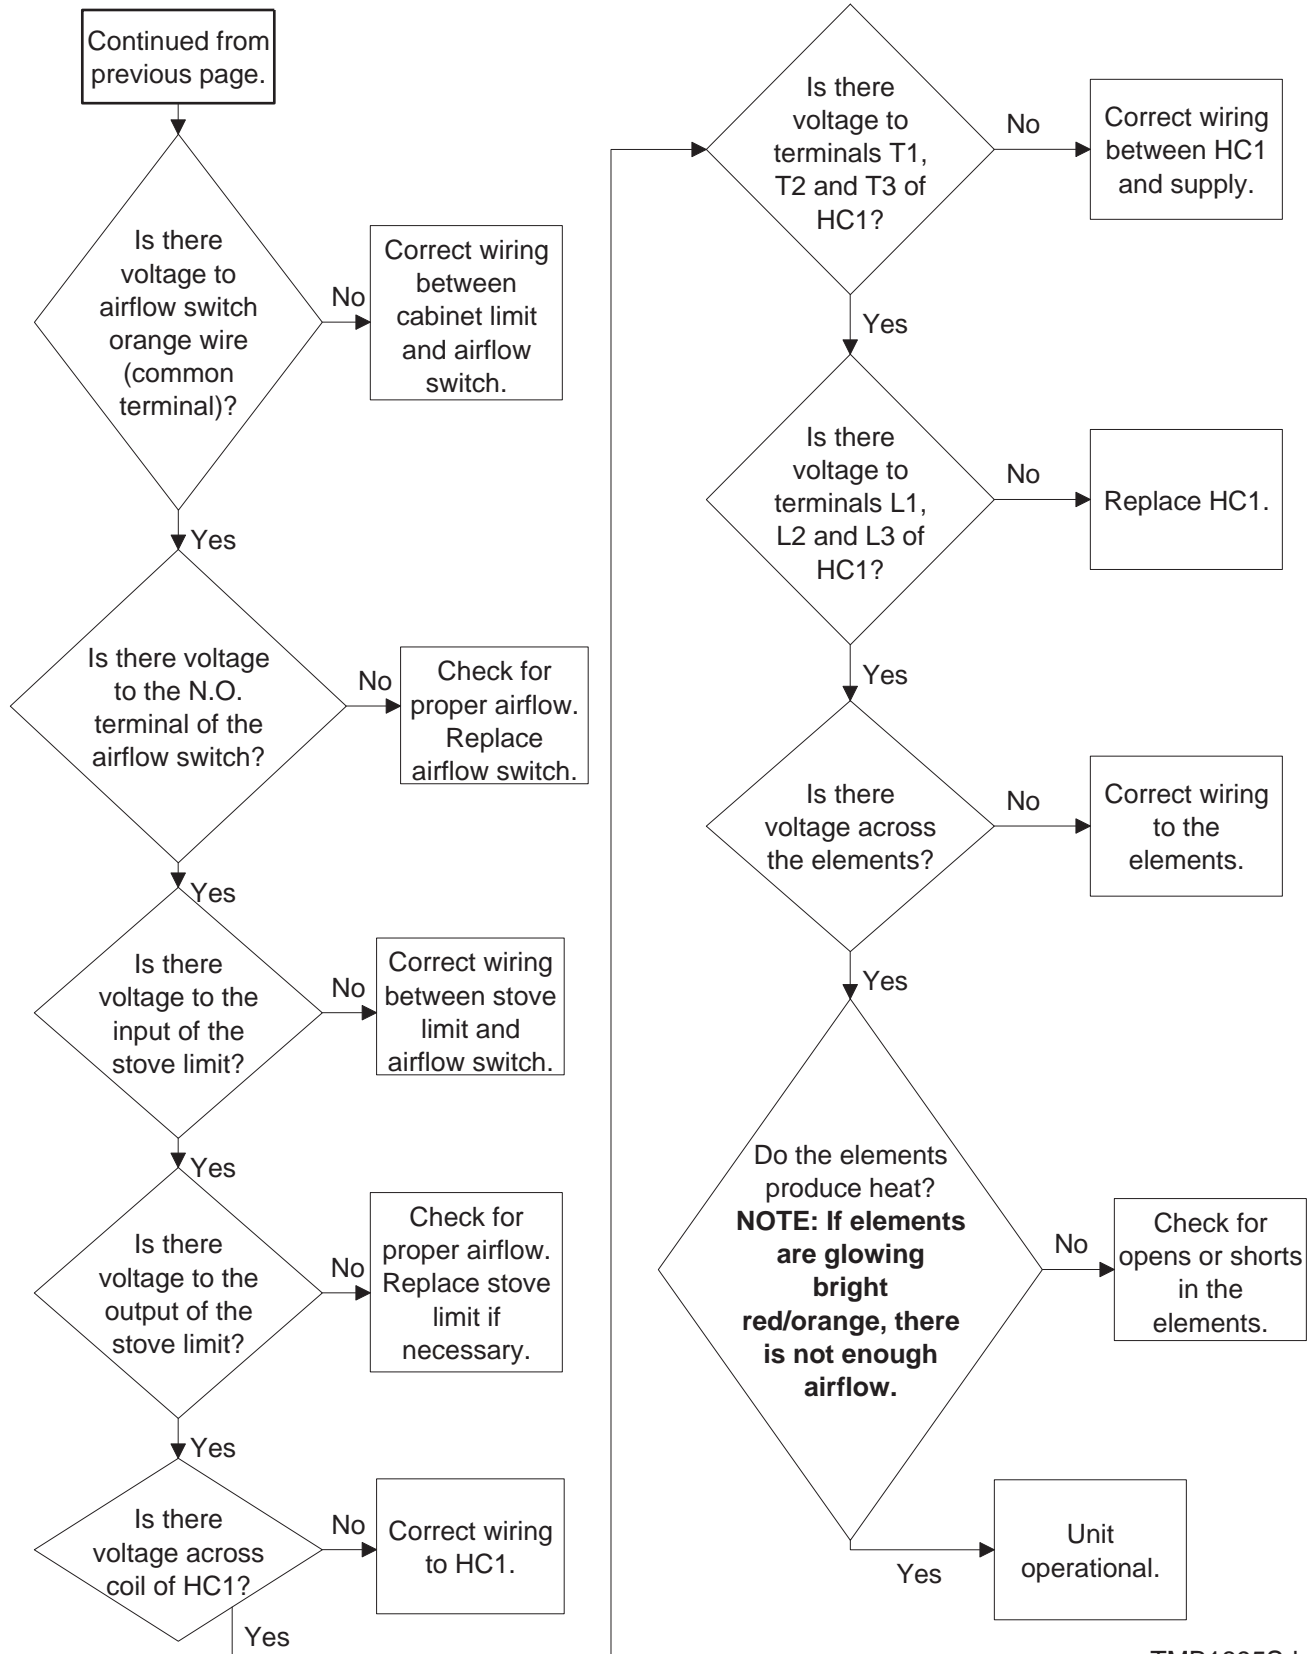 Continued from
previous page.
Is there
voltage to
airflow switch
orange wire
(common
terminal)?
No
Correct wiring
between
cabinet limit
and airflow
switch.
Yes
Is there voltage
to the N.O.
terminal of the
airflow switch?
No
Check for
proper airflow.
Replace
airflow switch.
Yes
Is there
voltage to the
input of the
stove limit?
No
Correct wiring
between stove
limit and
airflow switch.
Yes
Is there
voltage to the
output of the
stove limit?
No
Check for
proper airflow.
Replace stove
limit if
necessary.
Yes
Is there
voltage across
coil of HC1?
No
Correct wiring
to HC1.
Yes
Is there
voltage to
terminals T1,
T2 and T3 of
HC1?
No
Correct wiring
between HC1
and supply.
Yes
Is there
voltage to
terminals L1,
L2 and L3 of
HC1?
No
Replace HC1.
Yes
Is there
voltage across
the elements?
No
Correct wiring
to the
elements.
Yes
Do the elements
produce heat?
NOTE: If elements
are glowing
bright
red/orange, there
is not enough
airflow.
No
Check for
opens or shorts
in the
elements.
Yes
Unit
operational.